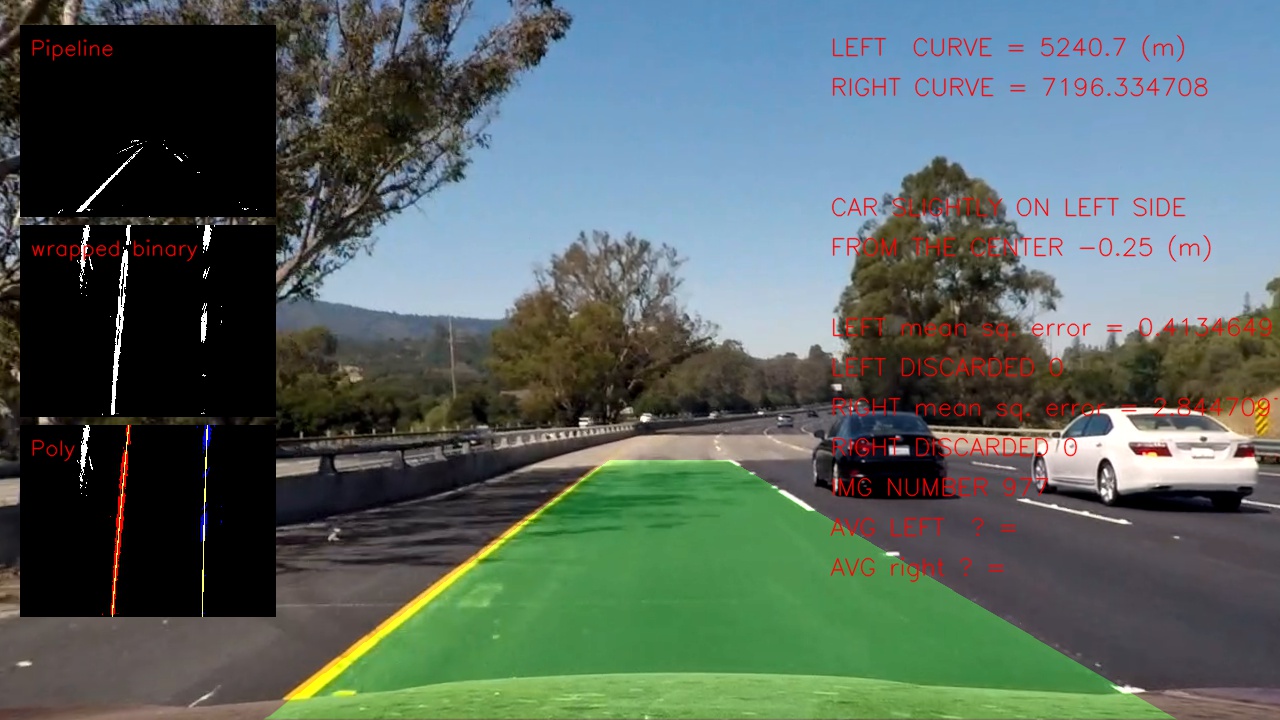 Pipeline
wrapped binary
Poly
LEFT CURVE = 5240.7 (m)
RIGHT CURVE = 7196.334708
CAR SLIGHTLY ON LEFT SIDE
FROM THE CENTER -0.25 (m)
LEFT mean sq. error = 0.4134649
LEFT DISCARDED 0
RIGHT mean sq. error = 2.844709
RIGHT DISCARDED 0
IMG NUMBER 977
AVG LEFT ? =
AVG right ? =